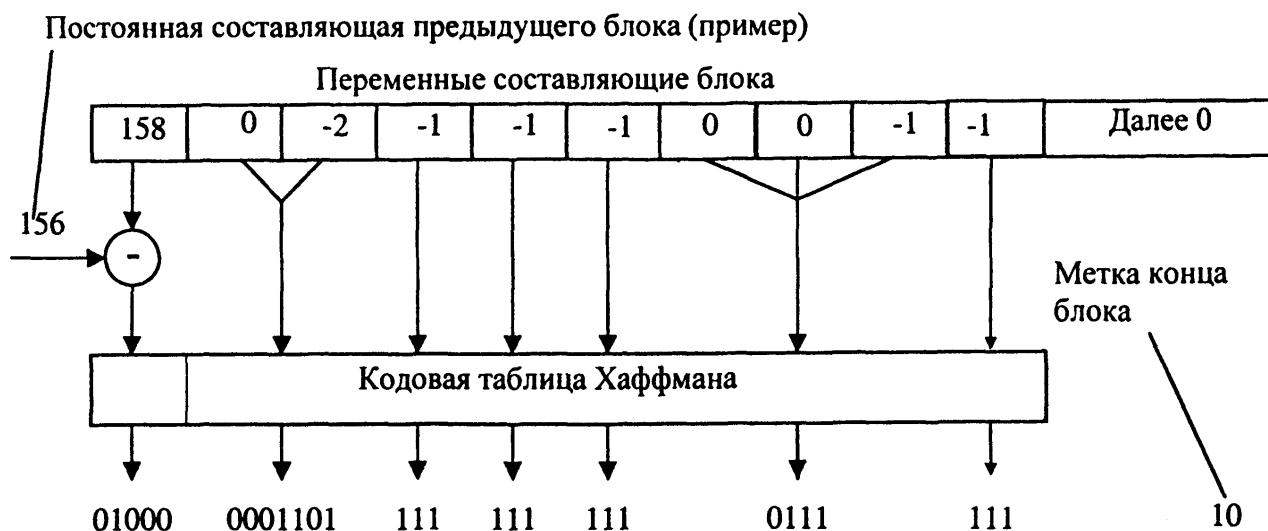 Постоянная составляющая предыдущего блока (пример)
Переменные составляющие блока
158 0 -2 -1 -1 -1 0 0 -1 -1 Далее 0
156
-
Метка конца
блока
Кодовая таблица Хаффмана
01000 0001101 111 111 111 0111 111 10